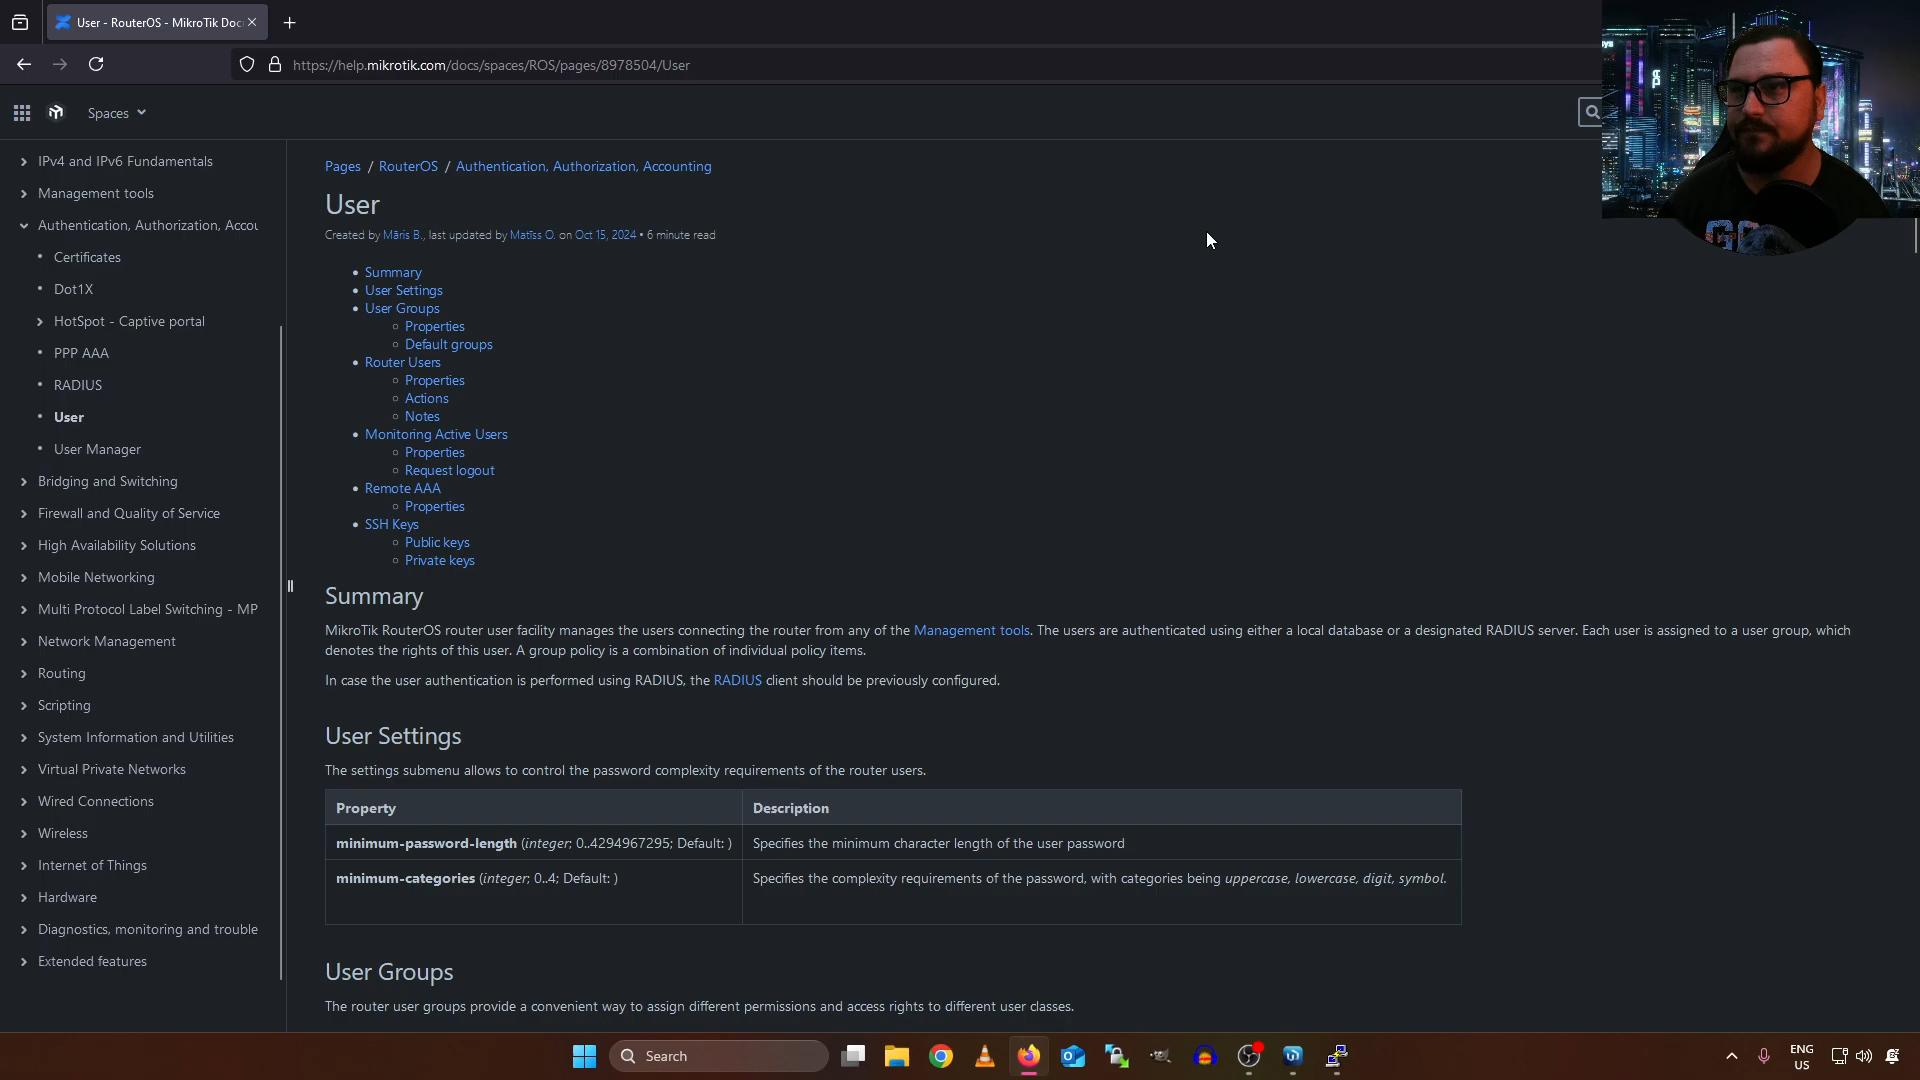 User - RouterOS - MikroTik Doc
https://help.mikrotik.com/docs/spaces/ROS/pages/8978504/User
Spaces
IPv4 and IPv6 Fundamentals
Management tools
Authentication, Authorization, Accou
Certificates
Dot1X
HotSpot - Captive portal
PPP AAA
RADIUS
User
User Manager
Bridging and Switching
Firewall and Quality of Service
High Availability Solutions
Mobile Networking
Multi Protocol Label Switching - MP
Network Management
Routing
Scripting
System Information and Utilities
Virtual Private Networks
Wired Connections
Wireless
Internet of Things
Hardware
Diagnostics, monitoring and trouble
Extended features
Pages / RouterOS / Authentication, Authorization, Accounting
User
Created by Māris B., last updated by Matīss O. on Oct 15, 2024 • 6 minute read
• Summary
• User Settings
• User Groups
◦ Properties
◦ Default groups
• Router Users
◦ Properties
◦ Actions
◦ Notes
• Monitoring Active Users
◦ Properties
◦ Request logout
• Remote AAA
◦ Properties
• SSH Keys
◦ Public keys
◦ Private keys
Summary
MikroTik RouterOS router user facility manages the users connecting the router from any of the Management tools. The users are authenticated using either a local database or a designated RADIUS server. Each user is assigned to a user group, which
denotes the rights of this user. A group policy is a combination of individual policy items.
In case the user authentication is performed using RADIUS, the RADIUS client should be previously configured.
User Settings
The settings submenu allows to control the password complexity requirements of the router users.
Property Description
minimum-password-length (integer; 0..4294967295; Default: ) Specifies the minimum character length of the user password
minimum-categories (integer; 0..4; Default: ) Specifies the complexity requirements of the password, with categories being uppercase, lowercase, digit, symbol.
User Groups
The router user groups provide a convenient way to assign different permissions and access rights to different user classes.
Search
ENG
US